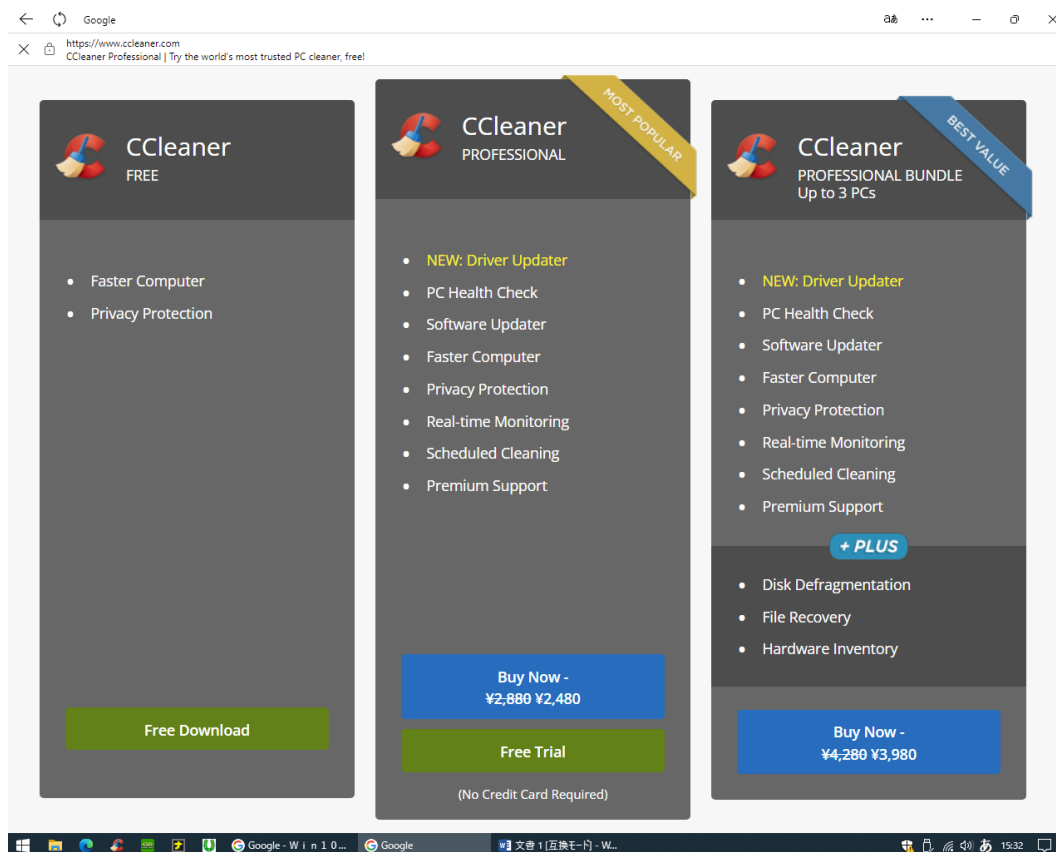 Google
aあ
https://www.ccleaner.com
CCleaner Professional | Try the world's most trusted PC cleaner, free!
CCleaner
FREE
Faster Computer
Privacy Protection
Free Download
MOST POPULAR
CCleaner
PROFESSIONAL
NEW: Driver Updater
PC Health Check
Software Updater
Faster Computer
Privacy Protection
Real-time Monitoring
Scheduled Cleaning
Premium Support
Buy Now -
¥2,880 ¥2,480
Free Trial
(No Credit Card Required)
BEST VALUE
CCleaner
PROFESSIONAL BUNDLE
Up to 3 PCs
NEW: Driver Updater
PC Health Check
Software Updater
Faster Computer
Privacy Protection
Real-time Monitoring
Scheduled Cleaning
Premium Support
+ PLUS
Disk Defragmentation
File Recovery
Hardware Inventory
Buy Now -
¥4,280 ¥3,980
Google - Ｗｉｎ１０...
Google
文書 1 [互換モード] - W...
あ
15:32